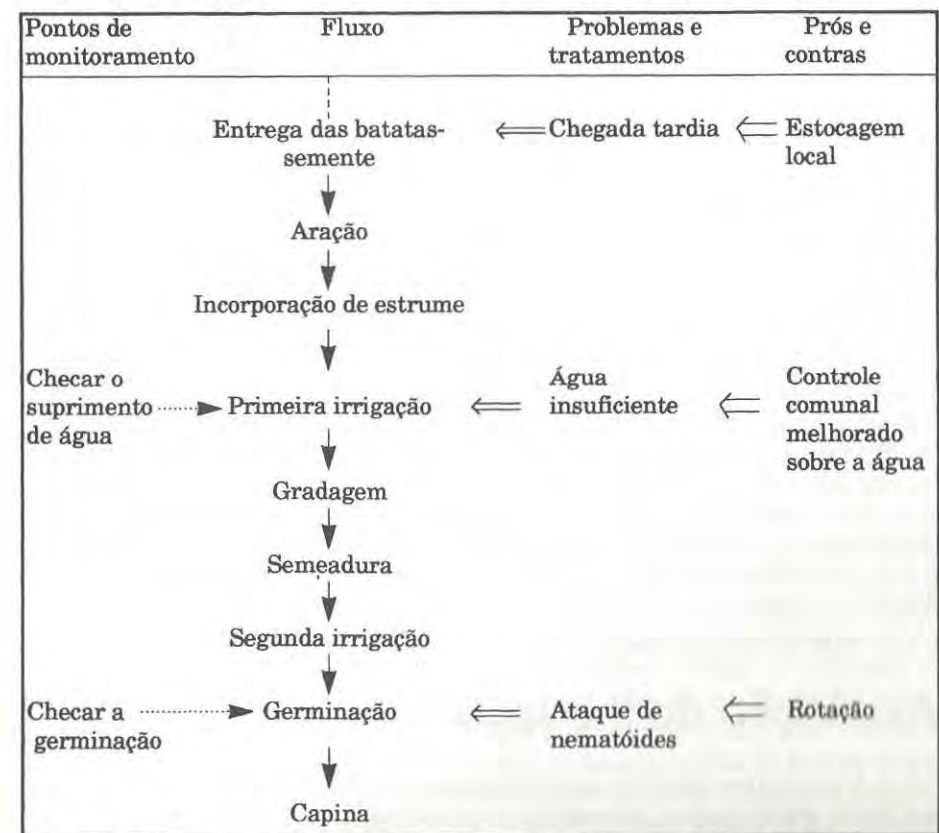 Pontos de monitoramento
Fluxo
Problemas e tratamentos
Prós e contras
Entrega das batatas-
semente
Chegada tardia
Estocagem
local
Aração
Incorporação de estrume
Checar o
suprimento
de água
Primeira irrigação
Água
insuficiente
Controle
comunal
melhorado
sobre a água
Gradagem
Semeadura
Segunda irrigação
Checar a
germinação
Germinação
Ataque de
nematóides
Rotação
Capina